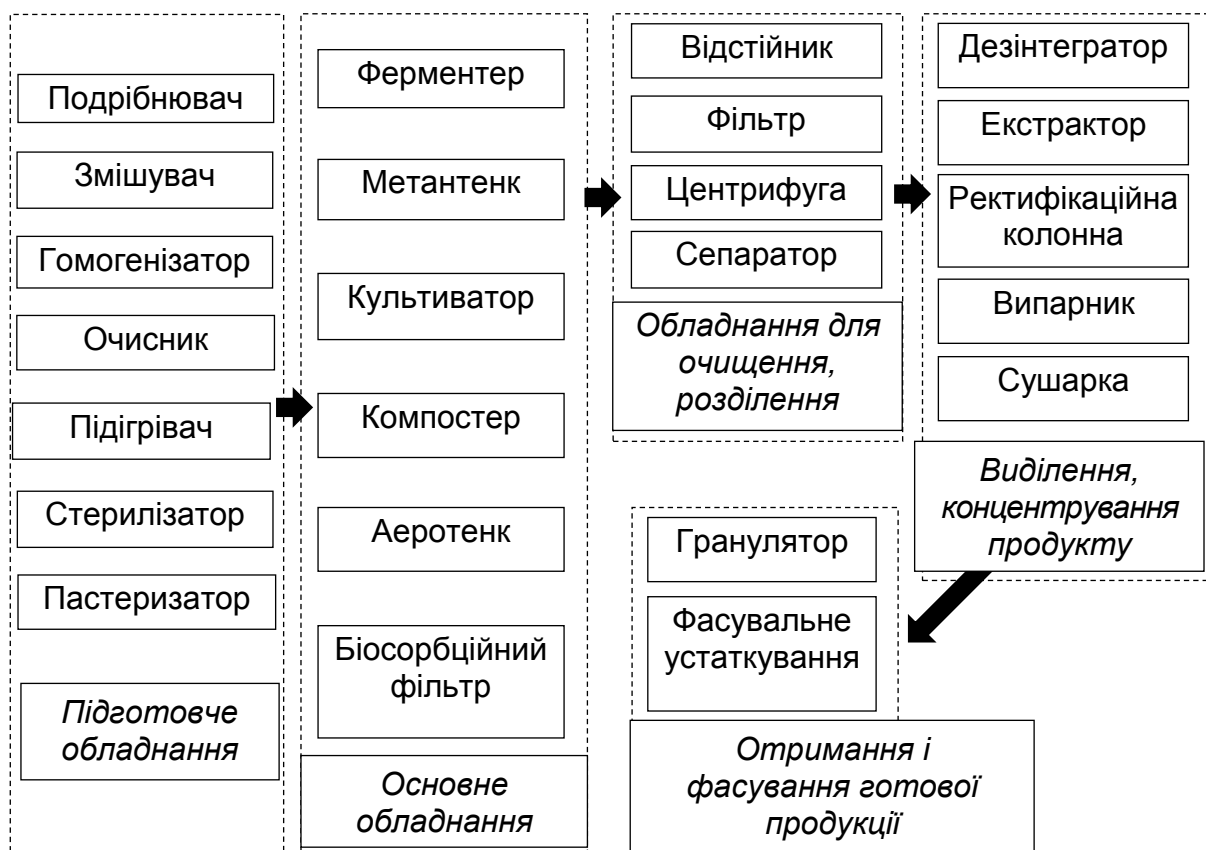 Подрібнювач
Змішувач
Гомогенізатор
Очисник
Підігрівач
Стерилізатор
Пастеризатор
Підготовче
обладнання
Ферментер
Метантенк
Культиватор
Компостер
Аеротенк
Біосорбційний
фільтр
Основне
обладнання
Відстійник
Фільтр
Центрифуга
Сепаратор
Обладнання для
очищення,
розділення
Дезінтегратор
Екстрактор
Ректифікаційна
колонна
Випарник
Сушарка
Виділення,
концентрування
продукту
Гранулятор
Фасувальне
устаткування
Отримання і
фасування готової
продукції